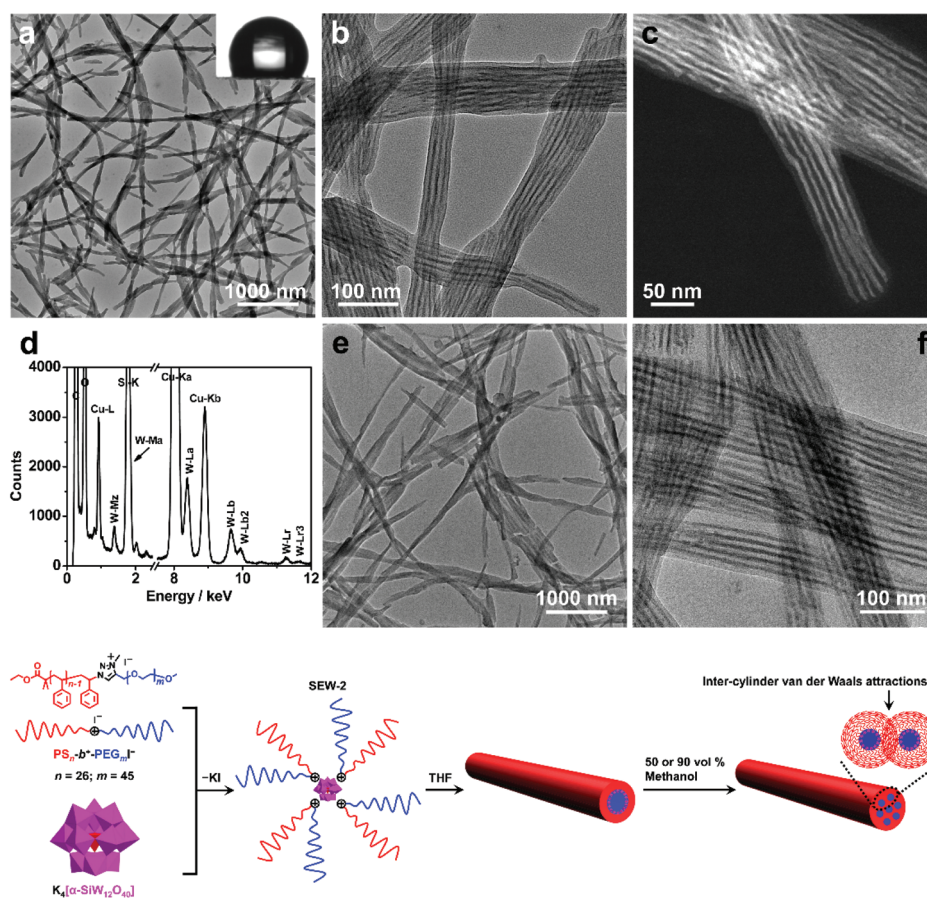 a
b
c
1000 nm
100 nm
50 nm
d
e
f
4000
3000
2000
1000
0
Counts
C
O
Cu-L
W-Mz
Si-K
W-Ma
Cu-Ka
W-La
Cu-Kb
W-Lb
W-Lb2
W-Lr
W-Lr3
0 2 8 10 12
Energy / keV
1000 nm
100 nm
O
O
n-1
N=N
N
+
I⁻
O
m
O
I⁻
+
PSₙ-b⁺-PEGₘI⁻
n = 26; m = 45
K₄[α-SiW₁₂O₄₀]
−KI
SEW-2
THF
50 or 90 vol %
Methanol
Inter-cylinder van der Waals attractions